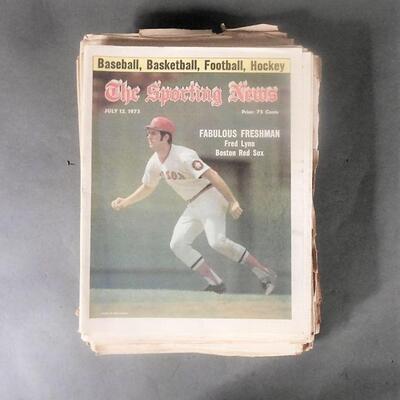 Baseball, Basketball, Football, Hockey
The Sporting News
JULY 12, 1975
Price: 75 Cents
FABULOUS FRESHMAN
Fred Lynn
Boston Red Sox